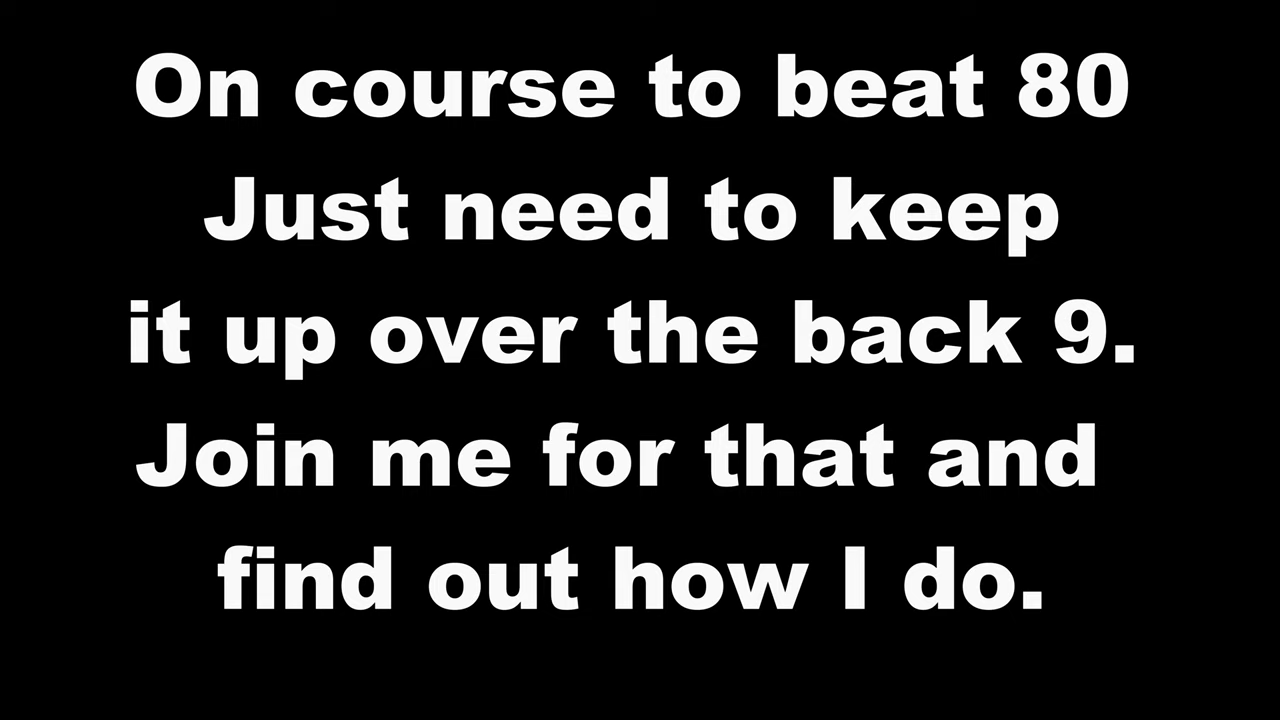 On course to beat 80
Just need to keep
it up over the back 9.
Join me for that and
find out how I do.